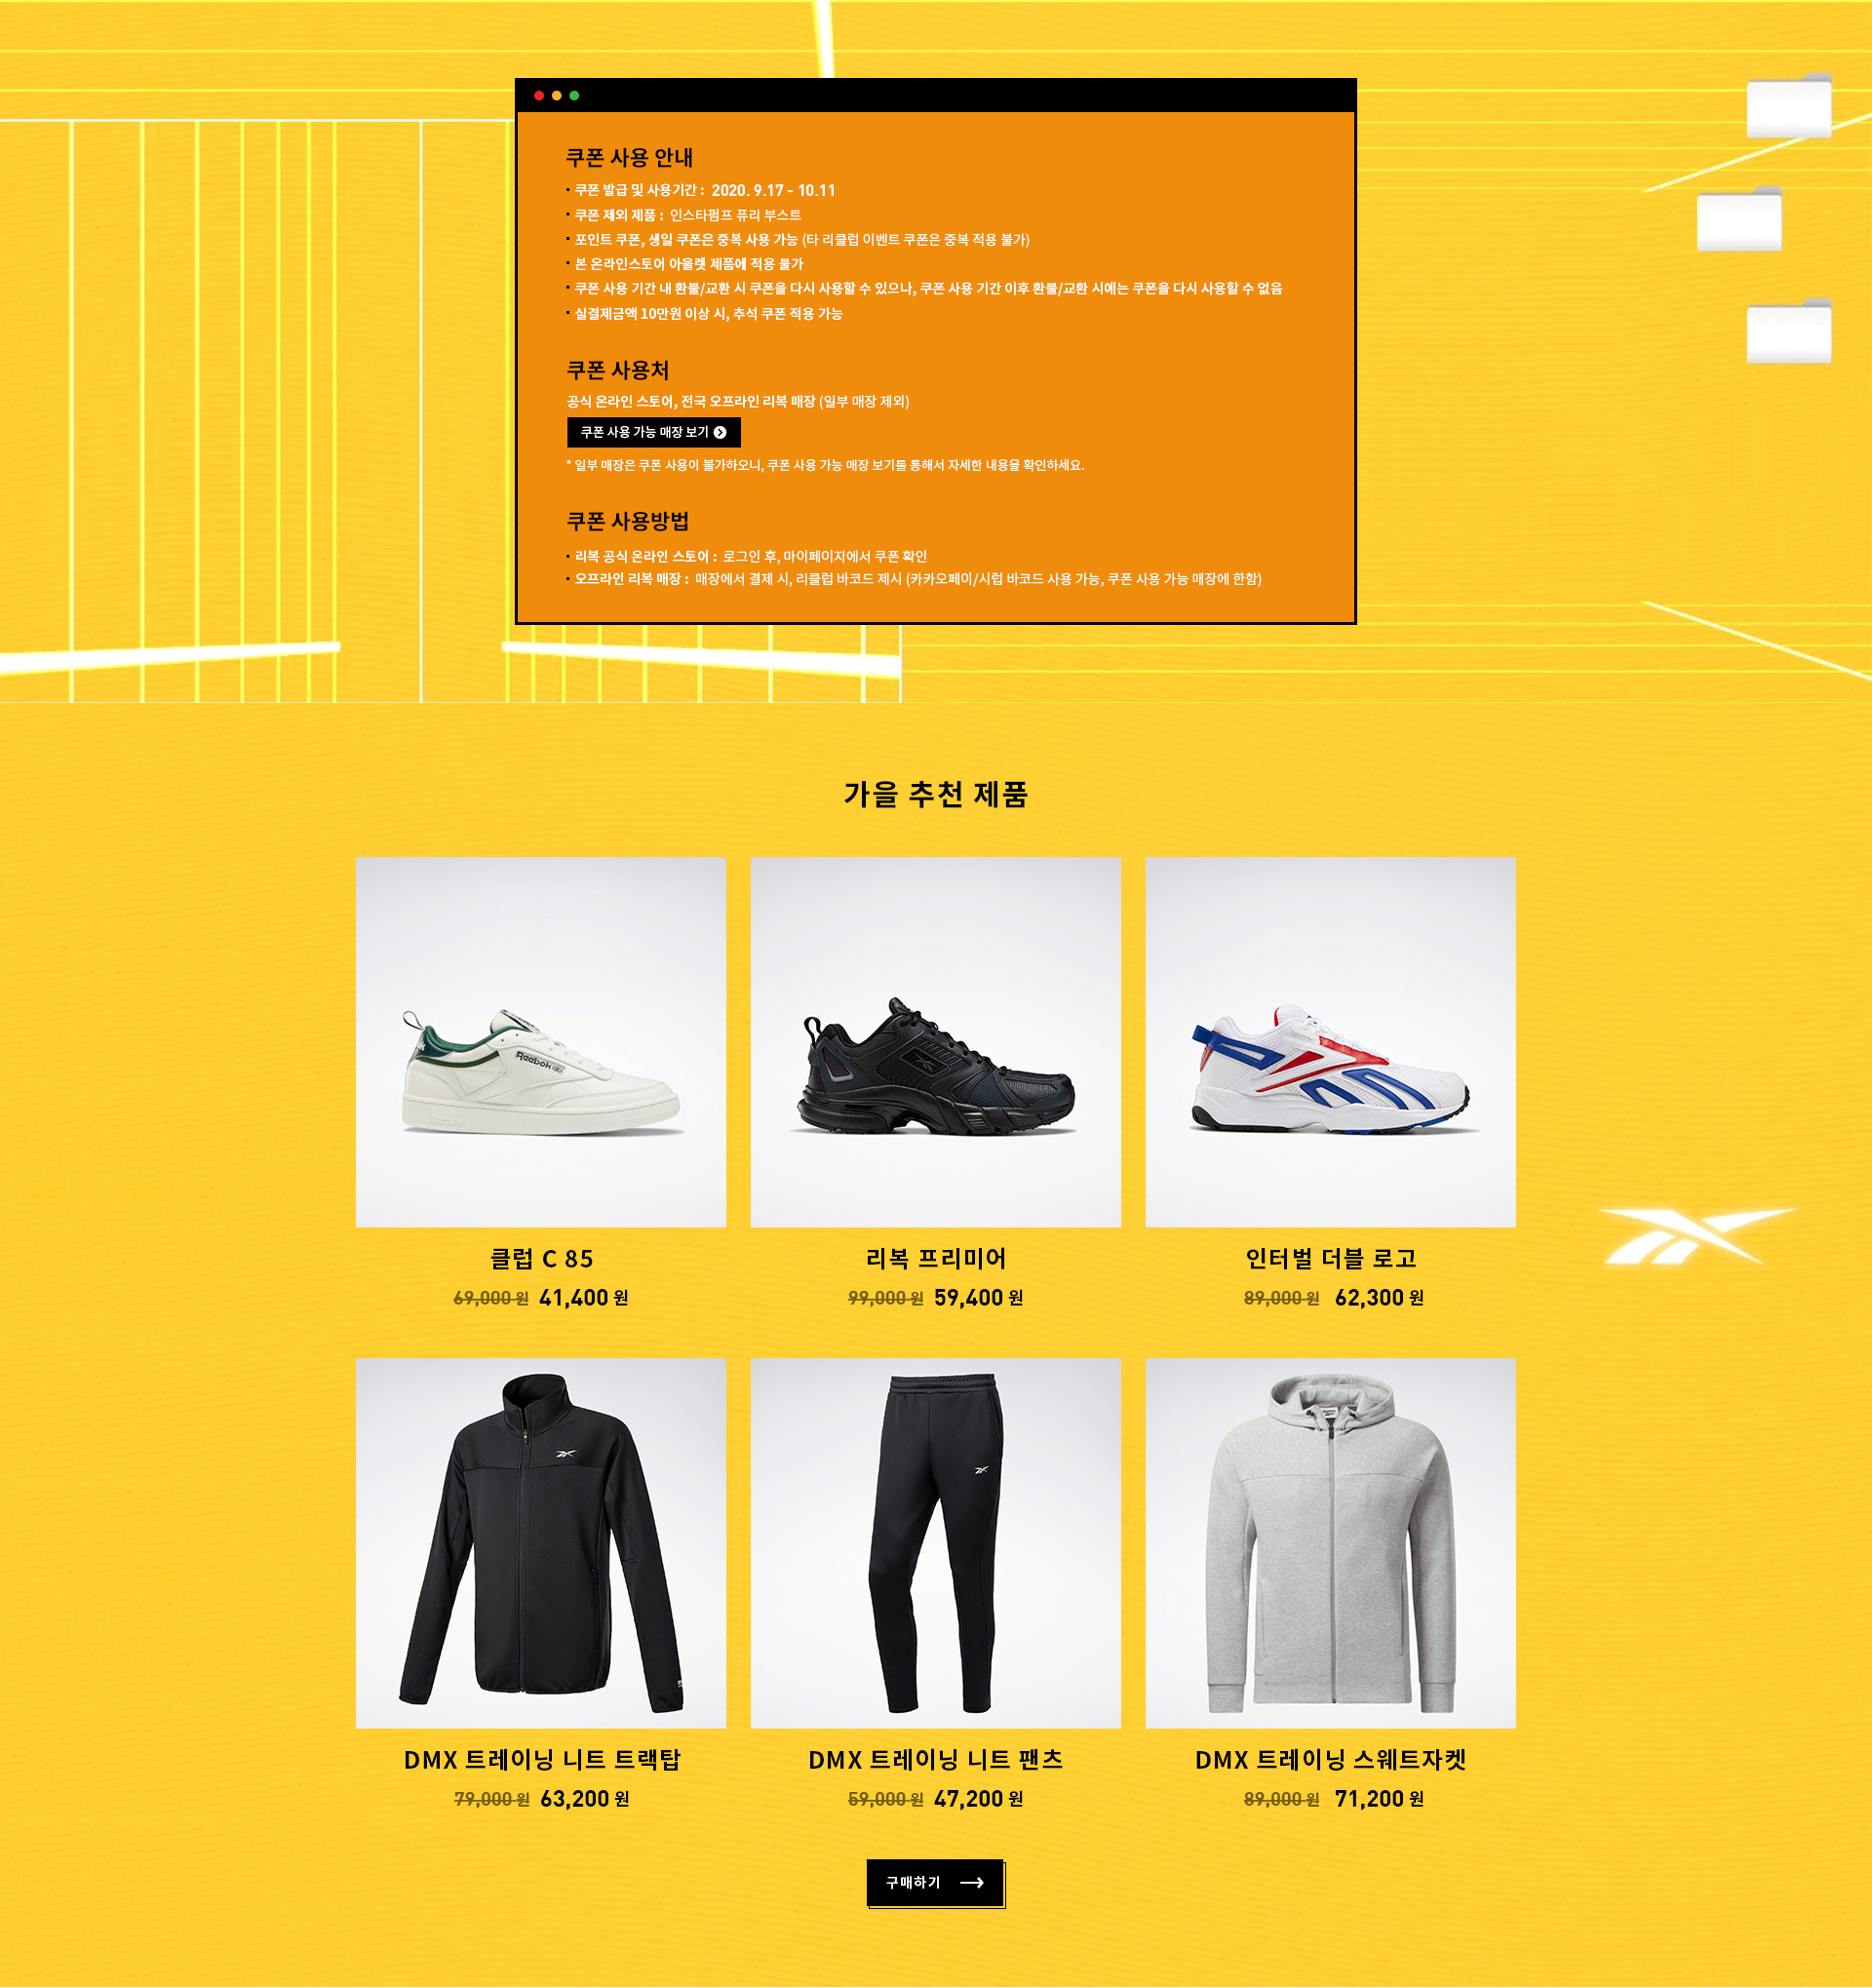 쿠폰 사용 안내
쿠폰 발급 및 사용기간 : 2020. 9.17 - 10.11
쿠폰 제외 제품 : 인스타펌프 퓨리 부스트
포인트 쿠폰, 생일 쿠폰은 중복 사용 가능 (타 리클럽 이벤트 쿠폰은 중복 적용 불가)
본 온라인스토어 아울렛 제품에 적용 불가
쿠폰 사용 기간 내 환불/교환 시 쿠폰을 다시 사용할 수 있으나, 쿠폰 사용 기간 이후 환불/교환 시에는 쿠폰을 다시 사용할 수 없음
실결제금액 10만원 이상 시, 추석 쿠폰 적용 가능
쿠폰 사용처
공식 온라인 스토어, 전국 오프라인 리복 매장 (일부 매장 제외)
쿠폰 사용 가능 매장 보기
* 일부 매장은 쿠폰 사용이 불가하오니, 쿠폰 사용 가능 매장 보기를 통해서 자세한 내용을 확인하세요.
쿠폰 사용방법
리복 공식 온라인 스토어 : 로그인 후, 마이페이지에서 쿠폰 확인
오프라인 리복 매장 : 매장에서 결제 시, 리클럽 바코드 제시 (카카오페이/시럽 바코드 사용 가능, 쿠폰 사용 가능 매장에 한함)
가을 추천 제품
Reebok
클럽 C 85
69,000 원 41,400 원
리복 프리미어
99,000 원 59,400 원
인터벌 더블 로고
89,000 원 62,300 원
DMX 트레이닝 니트 트랙탑
79,000 원 63,200 원
DMX 트레이닝 니트 팬츠
59,000 원 47,200 원
DMX 트레이닝 스웨트자켓
89,000 원 71,200 원
구매하기